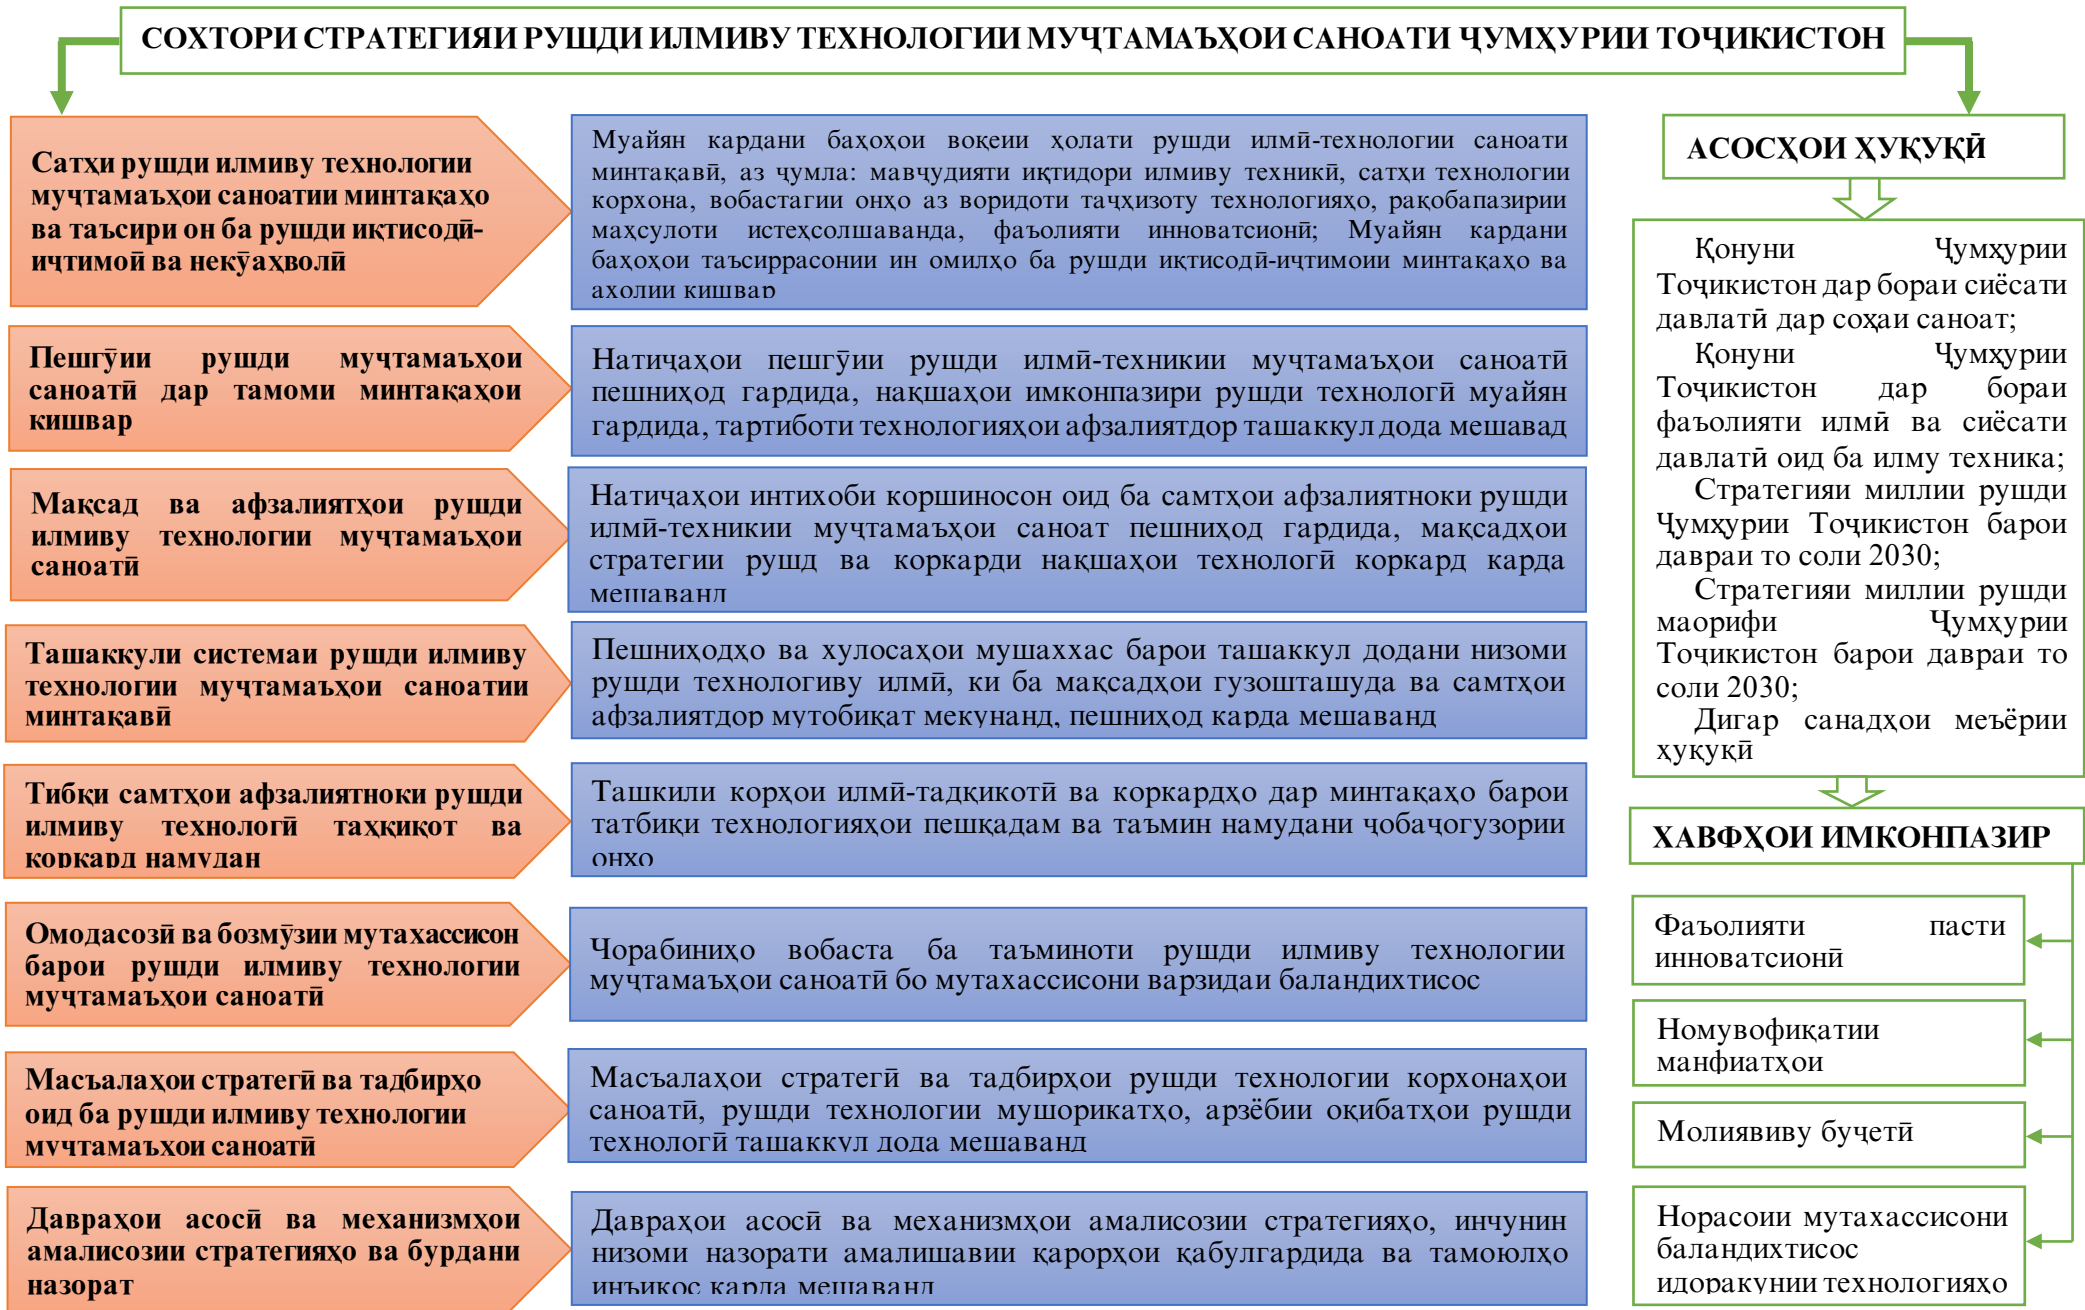 СОХТОРИ СТРАТЕГИЯИ РУШДИ ИЛМИВУ ТЕХНОЛОГИИ МУҶТАМАЪҲОИ САНОАТИ ҶУМҲУРИИ ТОҶИКИСТОН
Сатҳи рушди илмиву технологии
муҷтамаъҳои саноатии минтақаҳо
ва таъсири он ба рушди иқтисодӣ-
иҷтимоӣ ва некӯаҳволӣ
Муайян кардани баҳоҳои воқеии ҳолати рушди илмӣ-технологии саноати
минтақавӣ, аз ҷумла: мавҷудияти иқтидори илмиву техникӣ, сатҳи технологии
корхона, вобастагии онҳо аз воридоти таҷҳизоту технологияҳо, рақобапазирии
маҳсулоти истеҳсолшаванда, фаъолияти инноватсионӣ; Муайян кардани
баҳоҳои таъсиррасонии ин омилҳо ба рушди иқтисодӣ-иҷтимоии минтақаҳо ва
аҳолии кишвар
Пешгӯии рушди муҷтамаъҳои
саноатӣ дар тамоми минтақаҳои
кишвар
Натиҷаҳои пешгӯии рушди илмӣ-техникии муҷтамаъҳои саноатӣ
пешниҳод гардида, нақшаҳои имконпазири рушди технологӣ муайян
гардида, тартиботи технологияҳои афзалиятдор ташаккул дода мешавад
Мақсад ва афзалиятҳои рушди
илмиву технологии муҷтамаъҳои
саноатӣ
Натиҷаҳои интихоби коршиносон оид ба самтҳои афзалиятноки рушди
илмӣ-техникии муҷтамаъҳои саноат пешниҳод гардида, мақсадҳои
стратегии рушд ва коркарди нақшаҳои технологӣ коркард карда
мешаванд
Ташаккули системаи рушди илмиву
технологии муҷтамаъҳои саноатии
минтақавӣ
Пешниҳодҳо ва хулосаҳои мушаххас барои ташаккул додани низоми
рушди технологиву илмӣ, ки ба мақсадҳои гузошташуда ва самтҳои
афзалиятдор мутобиқат мекунанд, пешниҳод карда мешаванд
Тибқи самтҳои афзалиятноки рушди
илмиву технологӣ таҳқиқот ва
коркард намудан
Ташкили корҳои илмӣ-тадқикотӣ ва коркардҳо дар минтақаҳо барои
татбиқи технологияҳои пешқадам ва таъмин намудани ҷобаҷогузории
онҳо
Омодасозӣ ва бозмӯзии мутахассисон
барои рушди илмиву технологии
муҷтамаъҳои саноатӣ
Чорабиниҳо вобаста ба таъминоти рушди илмиву технологии
муҷтамаъҳои саноатӣ бо мутахассисони варзидаи баландихтисос
Масъалаҳои стратегӣ ва тадбирҳо
оид ба рушди илмиву технологии
муҷтамаъҳои саноатӣ
Масъалаҳои стратегӣ ва тадбирҳои рушди технологии корхонаҳои
саноатӣ, рушди технологии мушорикатҳо, арзёбии оқибатҳои рушди
технологӣ ташаккул дода мешаванд
Давраҳои асосӣ ва механизмҳои
амалисозии стратегияҳо ва бурдани
назорат
Давраҳои асосӣ ва механизмҳои амалисозии стратегияҳо, инчунин
низоми назорати амалишавии қарорҳои қабулгардида ва тамоюлҳо
инъикос карда мешаванд
АСОСҲОИ ҲУҚУҚӢ
Қонуни Ҷумҳурии
Тоҷикистон дар бораи сиёсати
давлатӣ дар соҳаи саноат;
Қонуни Ҷумҳурии
Тоҷикистон дар бораи
фаъолияти илмӣ ва сиёсати
давлатӣ оид ба илму техника;
Стратегияи миллии рушди
Ҷумҳурии Тоҷикистон барои
давраи то соли 2030;
Стратегияи миллии рушди
маорифи Ҷумҳурии
Тоҷикистон барои давраи то
соли 2030;
Дигар санадҳои меъёрии
ҳуқуқӣ
ХАВФҲОИ ИМКОНПАЗИР
Фаъолияти пасти
инноватсионӣ
Номувофиқатии
манфиатҳои
Молиявиву буҷетӣ
Норасоии мутахассисони
баландихтисос
идоракунии технологияҳо